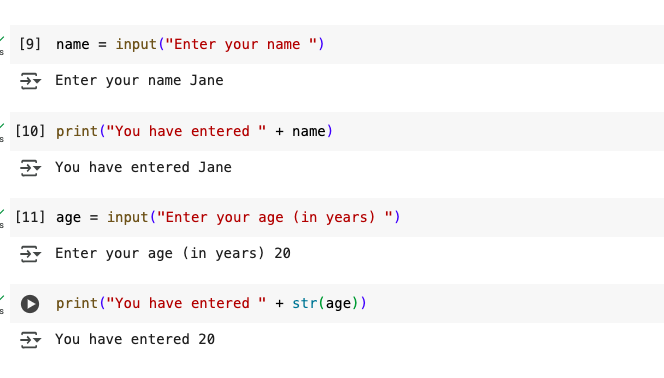 [9] name = input("Enter your name ")
Enter your name Jane
[10] print("You have entered " + name)
You have entered Jane
[11] age = input("Enter your age (in years) ")
Enter your age (in years) 20
print("You have entered " + str(age))
You have entered 20